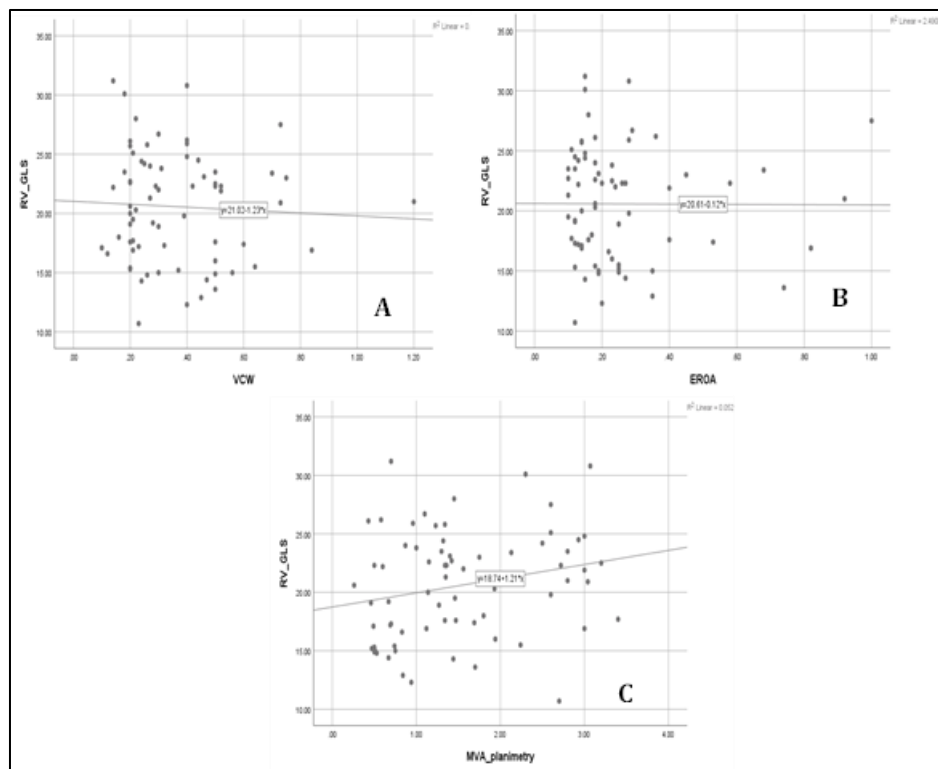 R² Linear = 0
35.00
30.00
25.00
20.00
15.00
10.00
RV_GLS
y=21.03-1.23*x
A
.00 .20 .40 .60 .80 1.00 1.20
VCW
R² Linear = 2.490
35.00
30.00
25.00
20.00
15.00
10.00
RV_GLS
y=20.61-0.12*x
B
.00 .20 .40 .60 .80 1.00
EROA
R² Linear = 0.052
35.00
30.00
25.00
20.00
15.00
10.00
RV_GLS
y=18.74+1.21*x
C
.00 1.00 2.00 3.00 4.00
MVA_planimetry